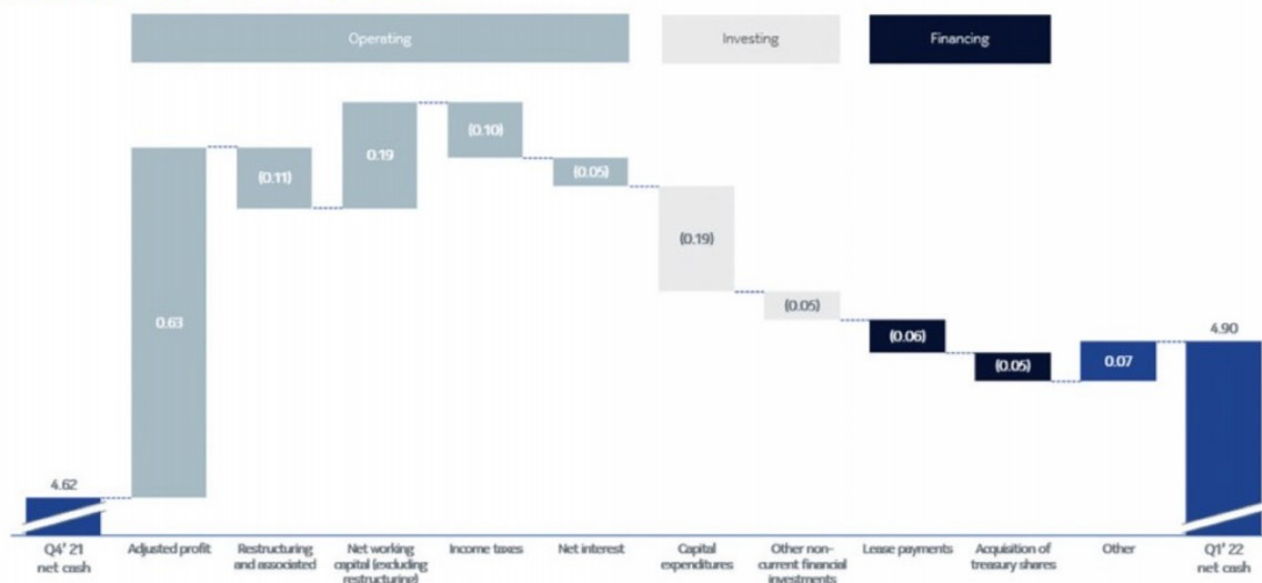 Operating
Investing
Financing
4.62
0.63
(0.11)
0.19
(0.10)
(0.05)
(0.19)
(0.05)
(0.06)
(0.05)
0.07
4.90
Q4' 21
net cash
Adjusted profit
Restructuring
and associated
Net working
capital (excluding
restructuring)
Income taxes
Net interest
Capital
expenditures
Other non-
current financial
investments
Lease payments
Acquisition of
treasury shares
Other
Q1' 22
net cash